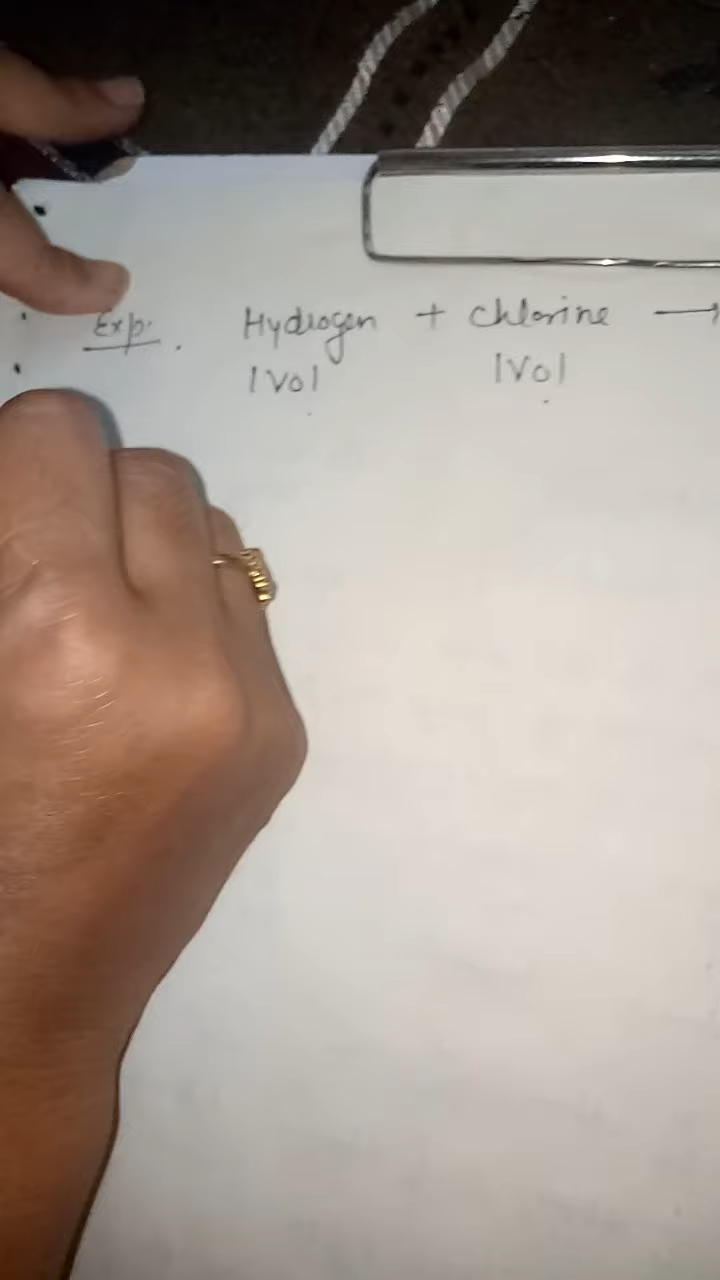 Exp. Hydrogen + chlorine →
1Vol 1Vol